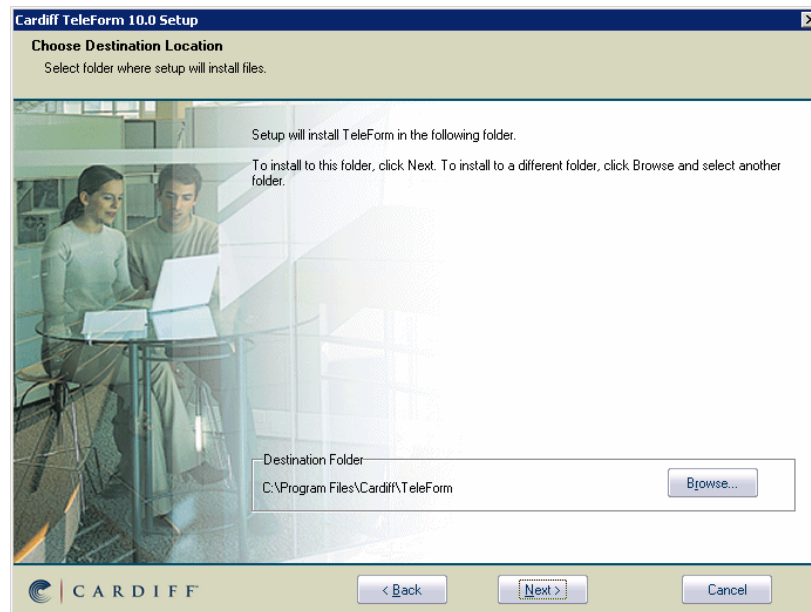 Cardiff TeleForm 10.0 Setup
Choose Destination Location
Select folder where setup will install files.
Setup will install TeleForm in the following folder.
To install to this folder, click Next. To install to a different folder, click Browse and select another
folder.
Destination Folder
C:\Program Files\Cardiff\TeleForm
Browse...
CARDIFF
< Back
Next >
Cancel